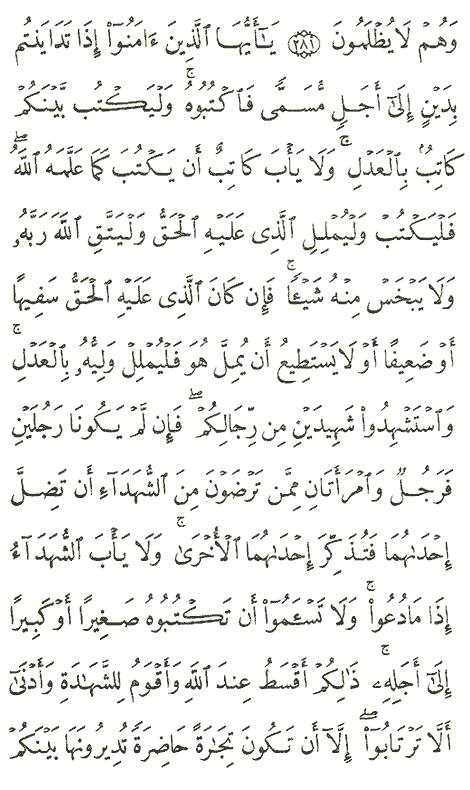 وَهُمۡ لَا يُظۡلَمُونَ ٢٨١ يَـٰٓأَيُّهَا ٱلَّذِينَ ءَامَنُوٓاْ إِذَا تَدَايَنتُم
بِدَيۡنٍ إِلَىٰٓ أَجَلٖ مُّسَمّٗى فَٱكۡتُبُوهُۚ وَلۡيَكۡتُب بَّيۡنَكُمۡ
كَاتِبُۢ بِٱلۡعَدۡلِۚ وَلَا يَأۡبَ كَاتِبٌ أَن يَكۡتُبَ كَمَا عَلَّمَهُ ٱللَّهُۖ
فَلۡيَكۡتُبۡ وَلۡيُمۡلِلِ ٱلَّذِي عَلَيۡهِ ٱلۡحَقُّ وَلۡيَتَّقِ ٱللَّهَ رَبَّهُۥ
وَلَا يَبۡخَسۡ مِنۡهُ شَيۡـٔٗاۚ فَإِن كَانَ ٱلَّذِي عَلَيۡهِ ٱلۡحَقُّ سَفِيهًا
أَوۡ ضَعِيفًا أَوۡ لَا يَسۡتَطِيعُ أَن يُمِلَّ هُوَ فَلۡيُمۡلِلۡ وَلِيُّهُۥ بِٱلۡعَدۡلِۚ
وَٱسۡتَشۡهِدُواْ شَهِيدَيۡنِ مِن رِّجَالِكُمۡۖ فَإِن لَّمۡ يَكُونَا رَجُلَيۡنِ
فَرَجُلٞ وَٱمۡرَأَتَانِ مِمَّن تَرۡضَوۡنَ مِنَ ٱلشُّهَدَآءِ أَن تَضِلَّ
إِحۡدَىٰهُمَا فَتُذَكِّرَ إِحۡدَىٰهُمَا ٱلۡأُخۡرَىٰۚ وَلَا يَأۡبَ ٱلشُّهَدَآءُ
إِذَا مَا دُعُواْۚ وَلَا تَسۡـَٔمُوٓاْ أَن تَكۡتُبُوهُ صَغِيرًا أَوۡ كَبِيرًا
إِلَىٰٓ أَجَلِهِۦۚ ذَٰلِكُمۡ أَقۡسَطُ عِندَ ٱللَّهِ وَأَقۡوَمُ لِلشَّهَٰدَةِ وَأَدۡنَىٰٓ
أَلَّا تَرۡتَابُوٓاْۖ إِلَّآ أَن تَكُونَ تِجَٰرَةً حَاضِرَةٗ تُدِيرُونَهَا بَيۡنَكُمۡ